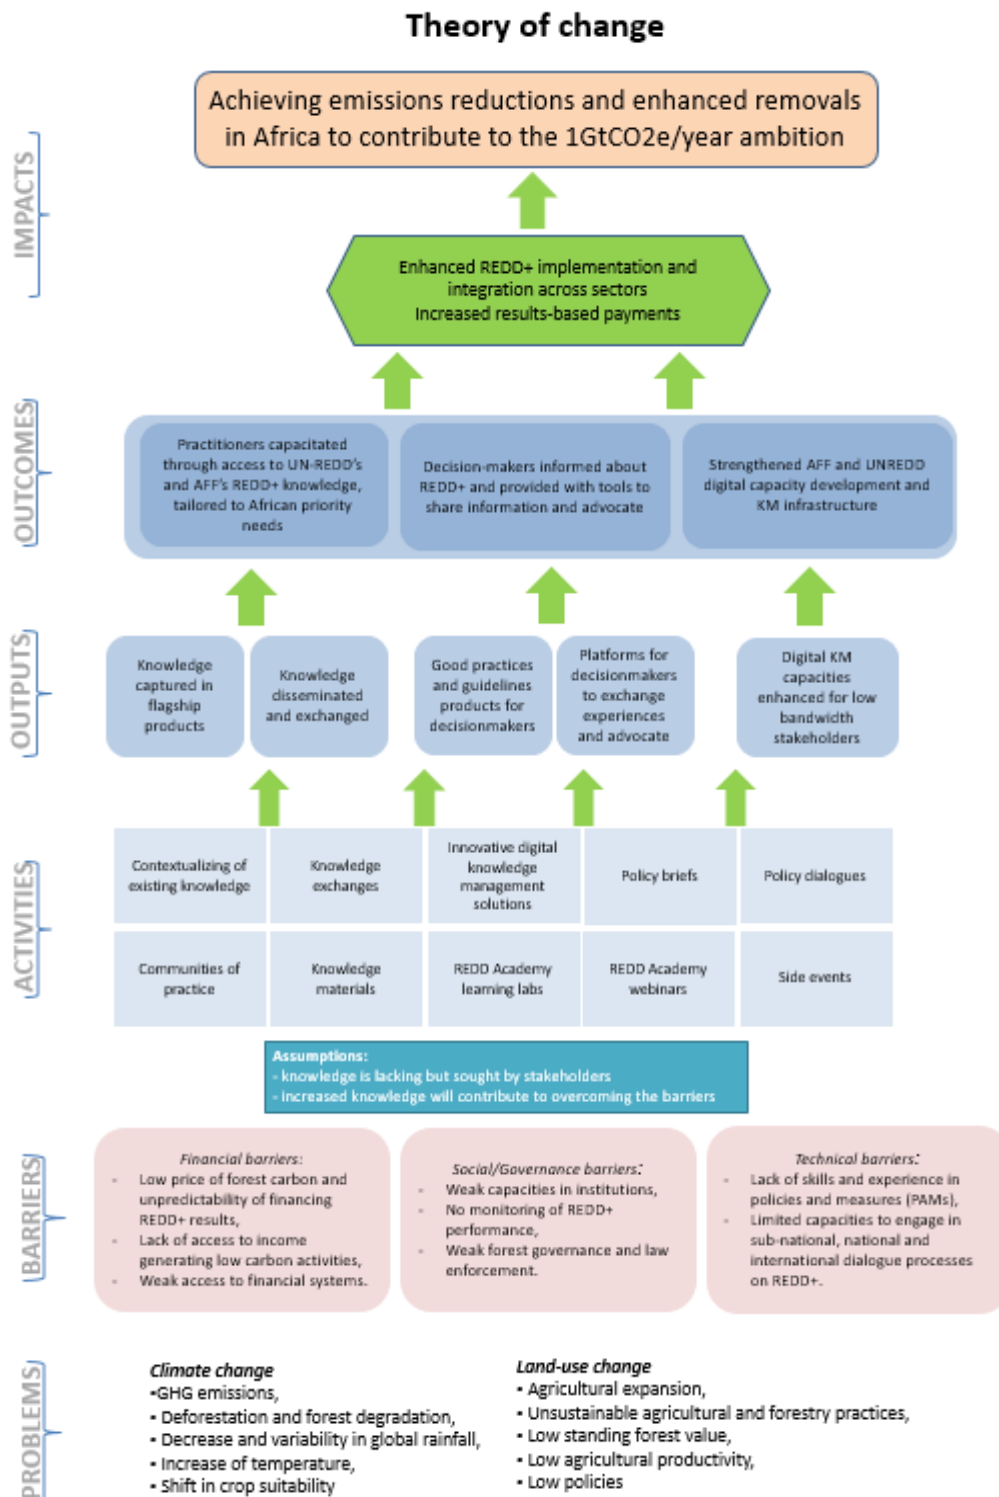 Theory of change
IMPACTS
Achieving emissions reductions and enhanced removals
in Africa to contribute to the 1GtCO2e/year ambition
Enhanced REDD+ implementation and
integration across sectors
Increased results-based payments
OUTCOMES
Practitioners capacitated
through access to UN-REDD's
and AFF's REDD+ knowledge,
tailored to African priority
needs
Decision-makers informed about
REDD+ and provided with tools to
share information and advocate
Strengthened AFF and UNREDD
digital capacity development and
KM infrastructure
OUTPUTS
Knowledge
captured in
flagship
products
Knowledge
disseminated
and exchanged
Good practices
and guidelines
products for
decisionmakers
Platforms for
decisionmakers
to exchange
experiences
and advocate
Digital KM
capacities
enhanced for low
bandwidth
stakeholders
ACTIVITIES
Contextualizing of
existing knowledge
Knowledge
exchanges
Innovative digital
knowledge
management
solutions
Policy briefs
Policy dialogues
Communities of
practice
Knowledge
materials
REDD Academy
learning labs
REDD Academy
webinars
Side events
Assumptions:
- knowledge is lacking but sought by stakeholders
- increased knowledge will contribute to overcoming the barriers
BARRIERS
Financial barriers:
- Low price of forest carbon and
unpredictability of financing
REDD+ results,
- Lack of access to income
generating low carbon activities,
- Weak access to financial systems.
Social/Governance barriers:
- Weak capacities in institutions,
- No monitoring of REDD+
performance,
- Weak forest governance and law
enforcement.
Technical barriers:
- Lack of skills and experience in
policies and measures (PAMs),
- Limited capacities to engage in
sub-national, national and
international dialogue processes
on REDD+.
PROBLEMS
Climate change
▪GHG emissions,
▪ Deforestation and forest degradation,
▪ Decrease and variability in global rainfall,
▪ Increase of temperature,
▪ Shift in crop suitability
Land-use change
▪ Agricultural expansion,
▪ Unsustainable agricultural and forestry practices,
▪ Low standing forest value,
▪ Low agricultural productivity,
▪ Low policies